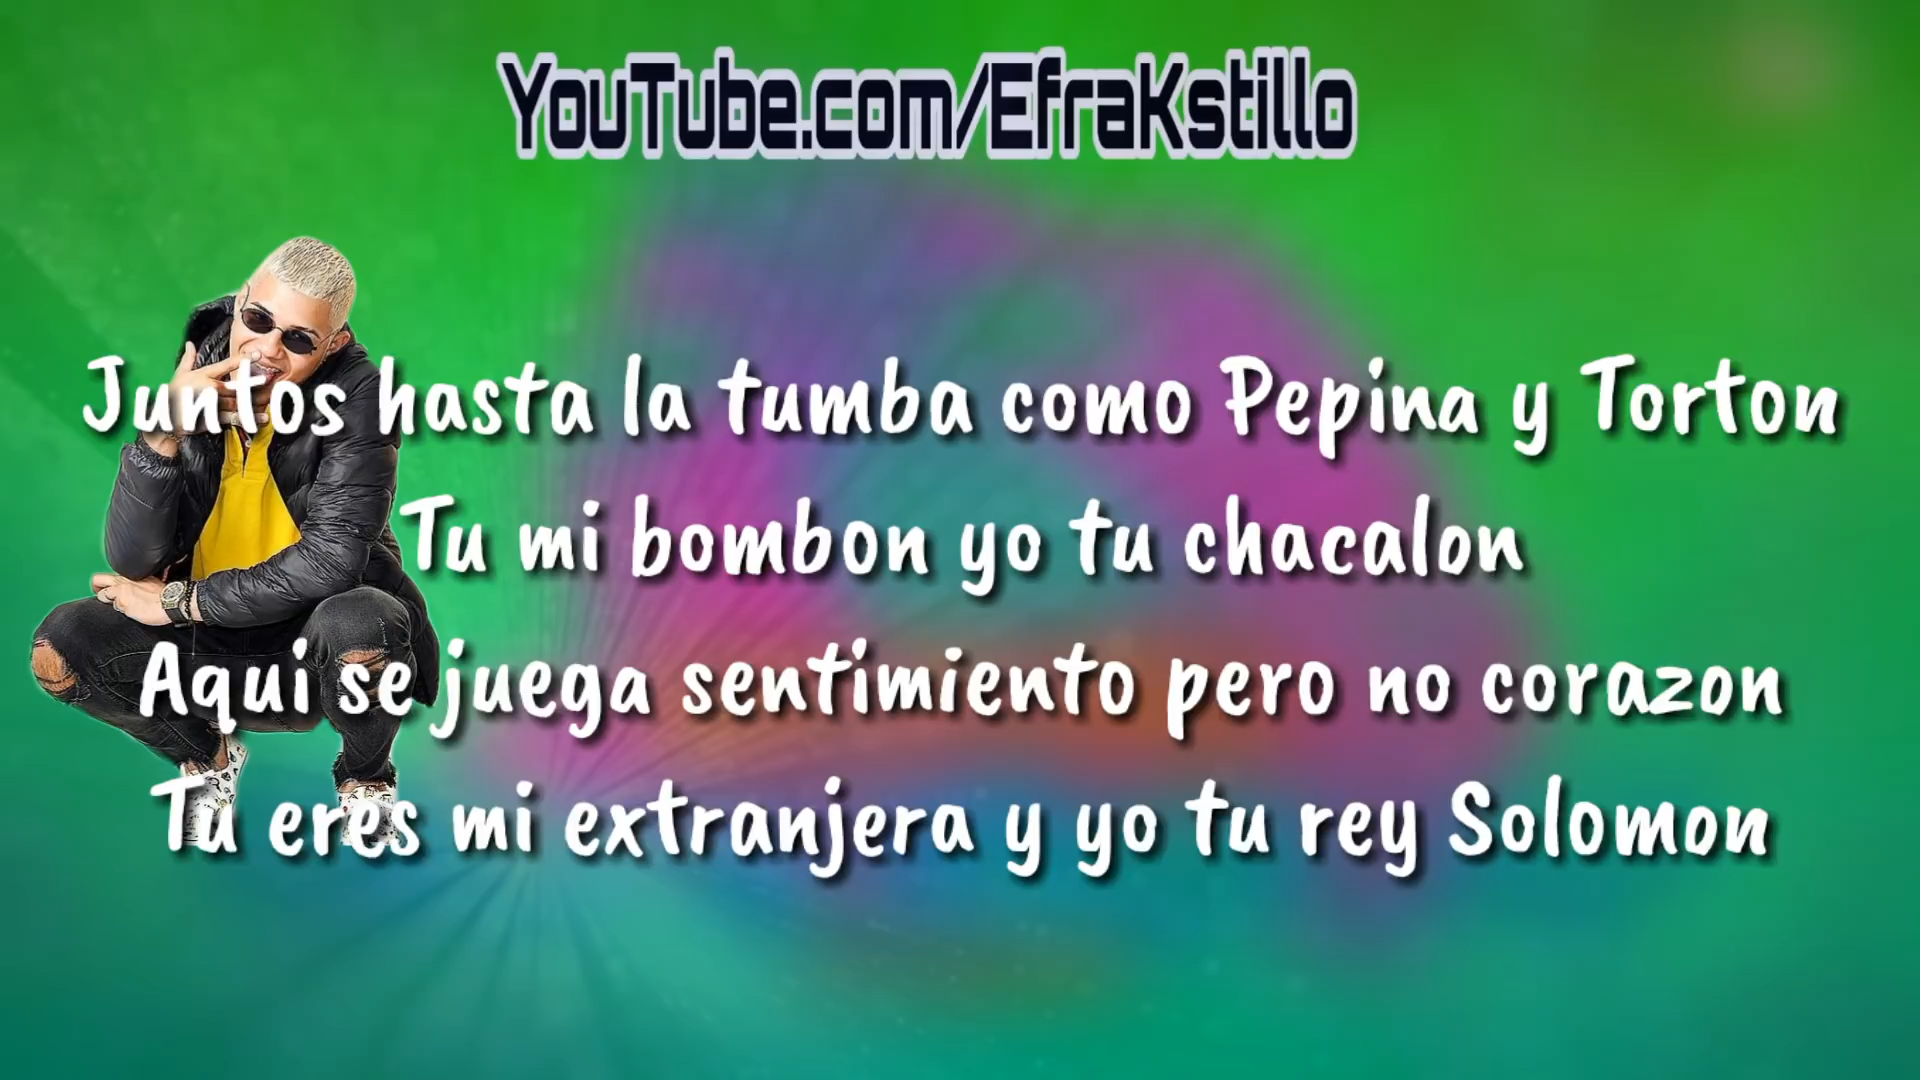 YouTube.com/EfraKstillo
Juntos hasta la tumba como Pepina y Torton
Tu mi bombon yo tu chacalon
Aqui se juega sentimiento pero no corazon
Tu eres mi extranjera y yo tu rey Solomon